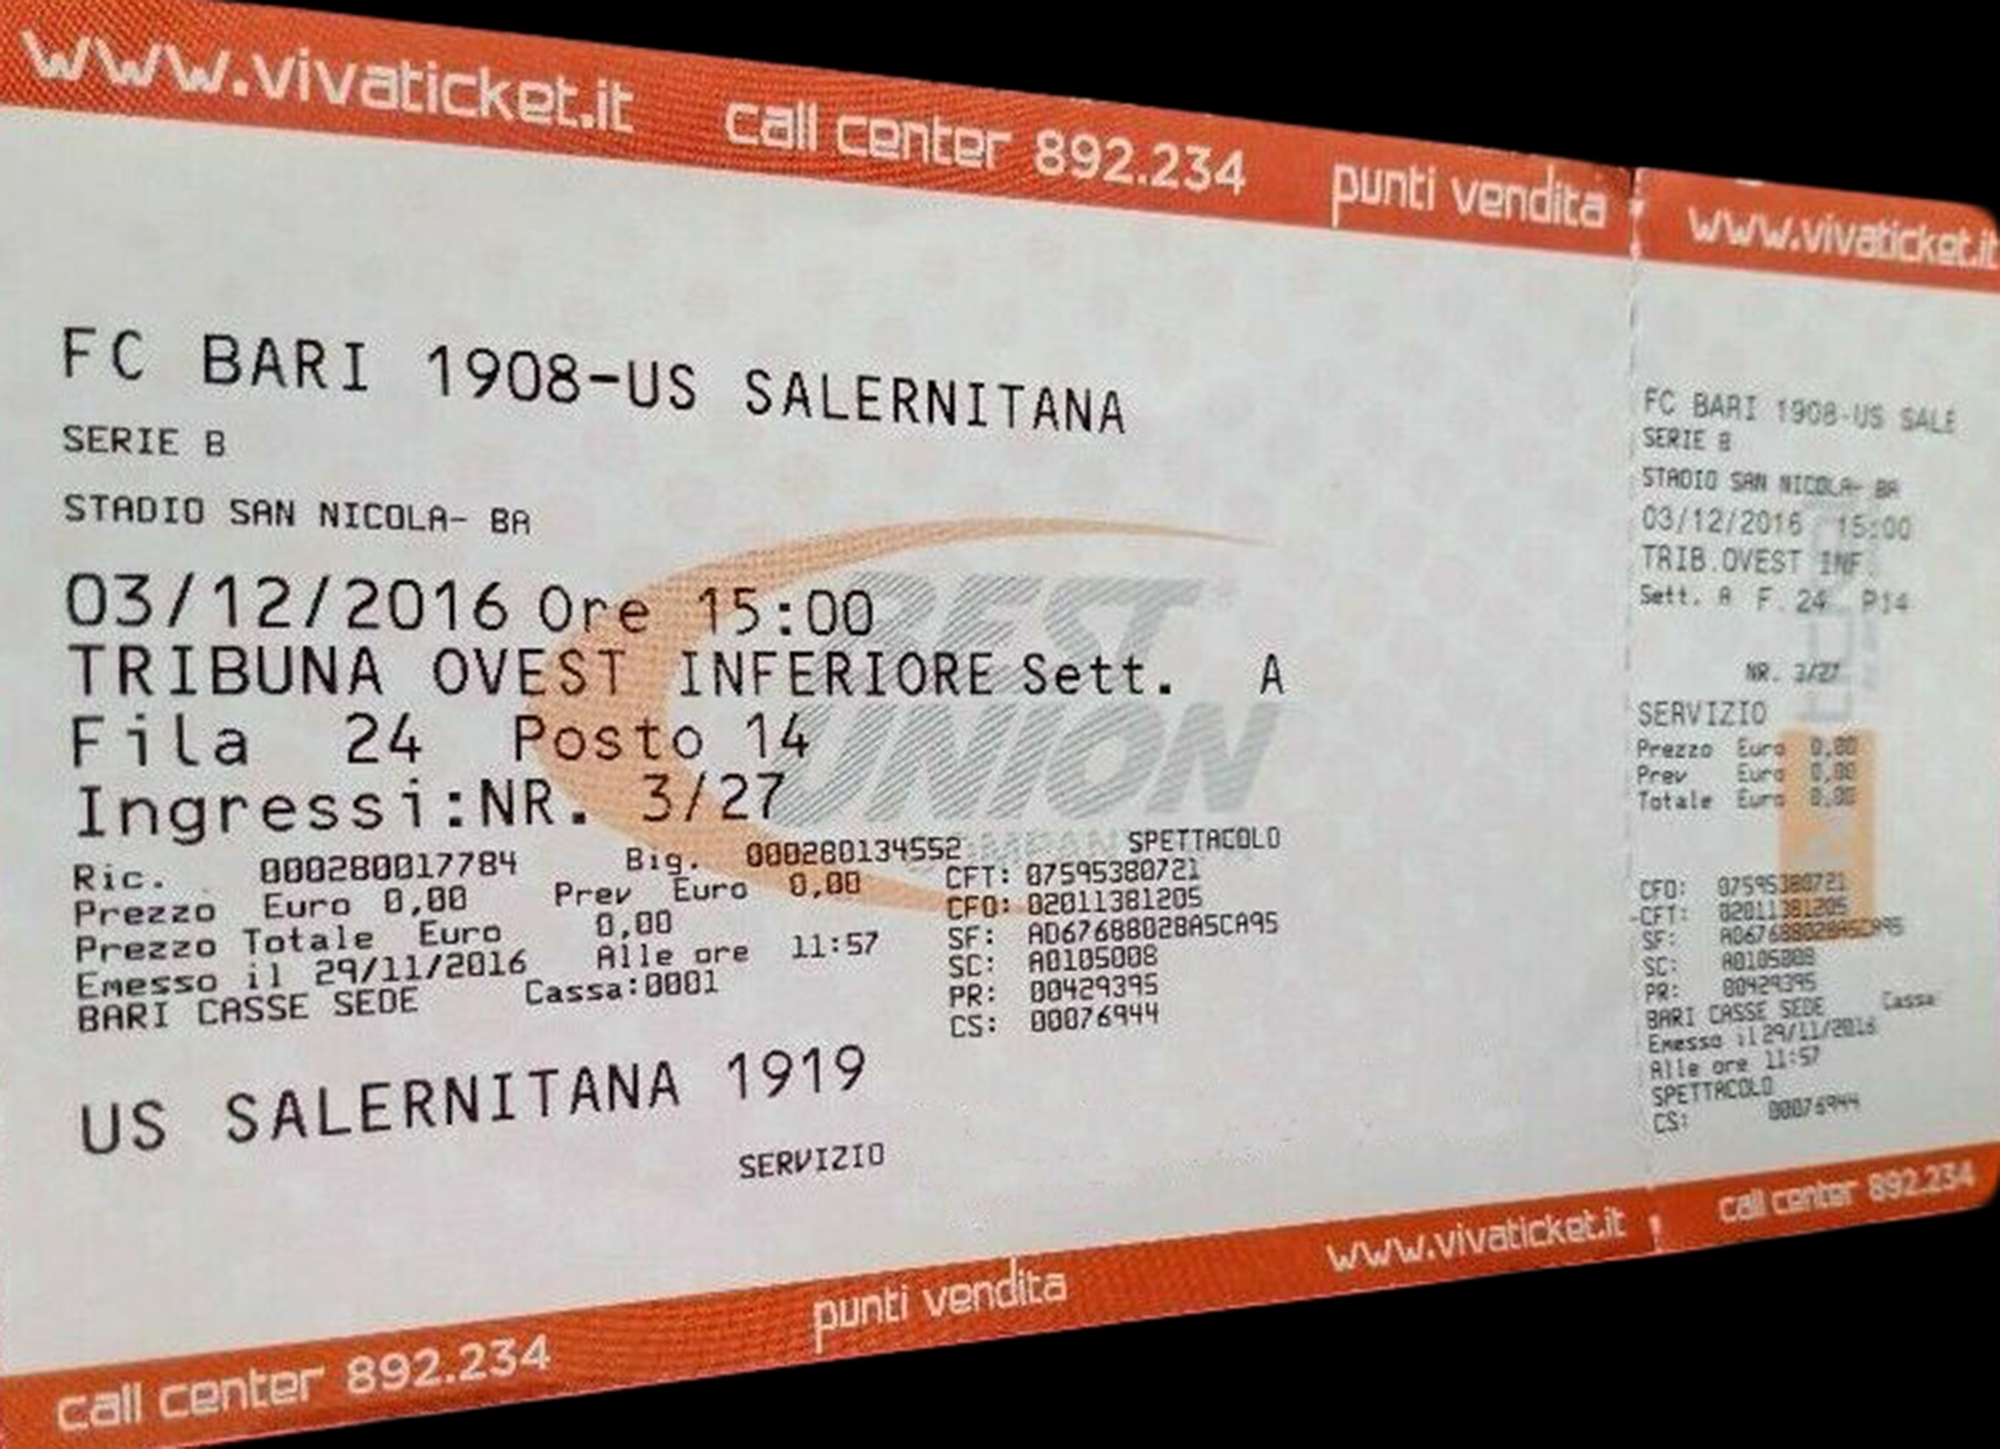 www.vivaticket.it call center 892.234 punti vendita
FC BARI 1908-US SALERNITANA
SERIE B
STADIO SAN NICOLA- BA
03/12/2016 Ore 15:00
TRIBUNA OVEST INFERIORE Sett. A
Fila 24 Posto 14
Ingressi:NR. 3/27
Ric. 000280017784 Big. 000280134552 SPETTACOLO
Prezzo Euro 0,00 Prev Euro 0,00 CFT: 07595380721
Prezzo Totale Euro 0,00 CFO: 02011381205
Emesso il 29/11/2016 Alle ore 11:57 SF: AD67688028A5CA95
BARI CASSE SEDE Cassa:0001 SC: A0105008
PR: 00429395
CS: 00076944
US SALERNITANA 1919
SERVIZIO
BEST
UNION
call center 892.234 punti vendita www.vivaticket.it
www.vivaticket.it
FC BARI 1908-US SALE
SERIE B
STADIO SAN NICOLA- BA
03/12/2016 15:00
TRIB.OVEST INF.
Sett. A F. 24 P14
NR. 3/27
SERVIZIO
Prezzo Euro 0,00
Prev Euro 0,00
Totale Euro 0,00
CFO: 07595380721
CFT: 02011381205
SF: AD67688028A5CA95
SC: A0105008
PR: 00429395
BARI CASSE SEDE Cassa:
Emesso il 29/11/2016
Alle ore 11:57
SPETTACOLO
CS: 00076944
call center 892.234